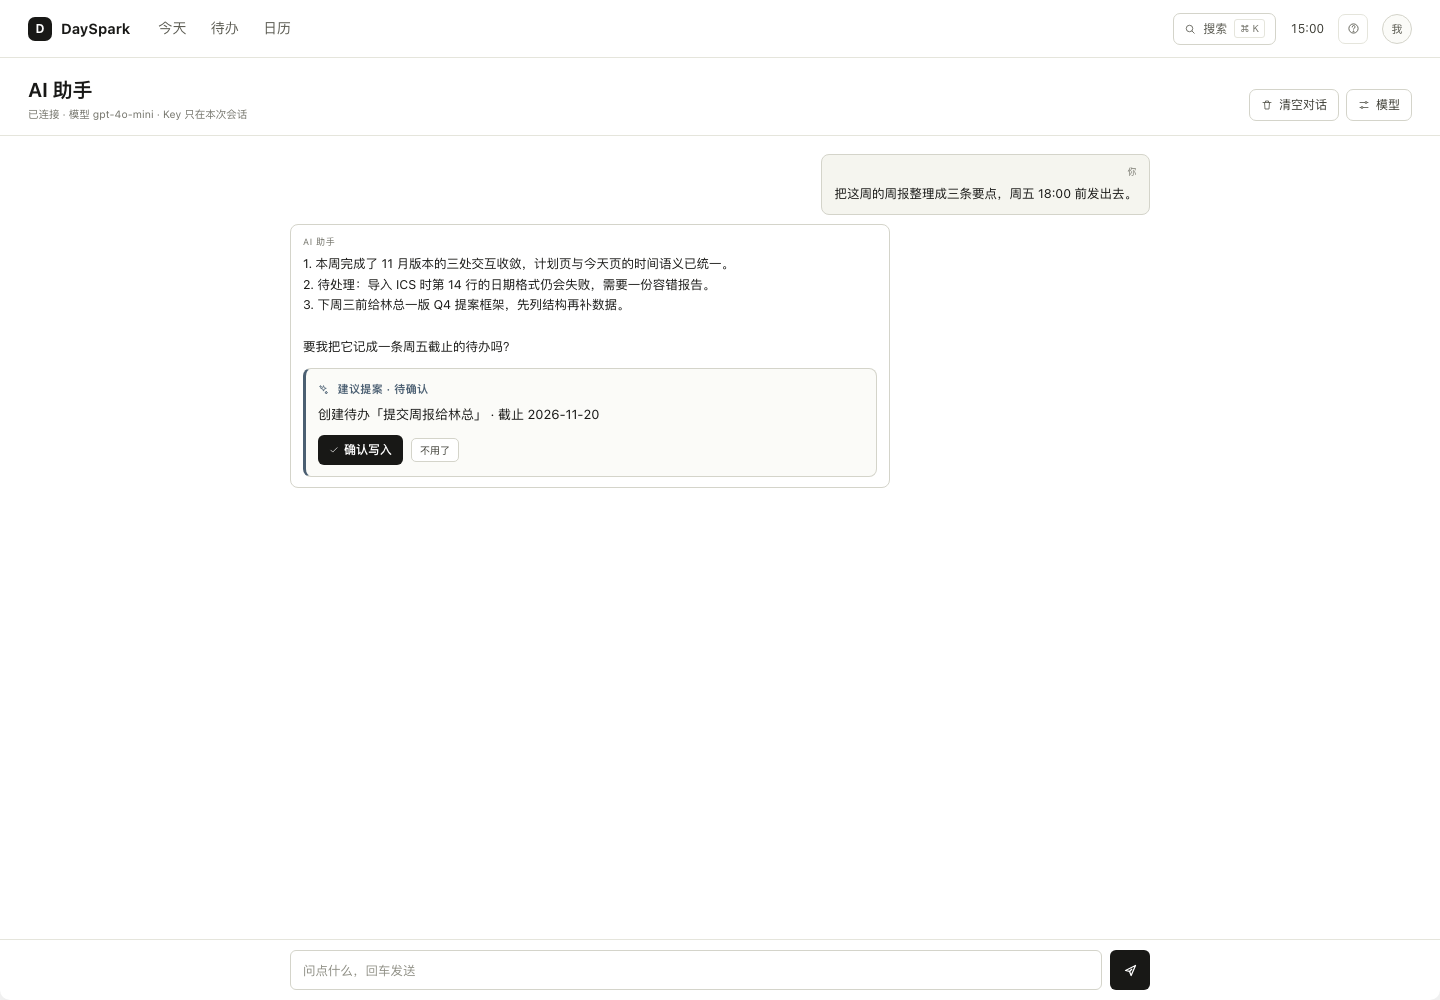 D DaySpark 今天 待办 日历 搜索 ⌘ K 15:00 我
AI 助手
已连接 · 模型 gpt-4o-mini · Key 只在本次会话
清空对话 模型
你
把这周的周报整理成三条要点，周五 18:00 前发出去。
AI 助手
1. 本周完成了 11 月版本的三处交互收敛，计划页与今天页的时间语义已统一。
2. 待处理：导入 ICS 时第 14 行的日期格式仍会失败，需要一份容错报告。
3. 下周三前给林总一版 Q4 提案框架，先列结构再补数据。
要我把它记成一条周五截止的待办吗?
建议提案 · 待确认
创建待办「提交周报给林总」 · 截止 2026-11-20
确认写入 不用了
问点什么，回车发送